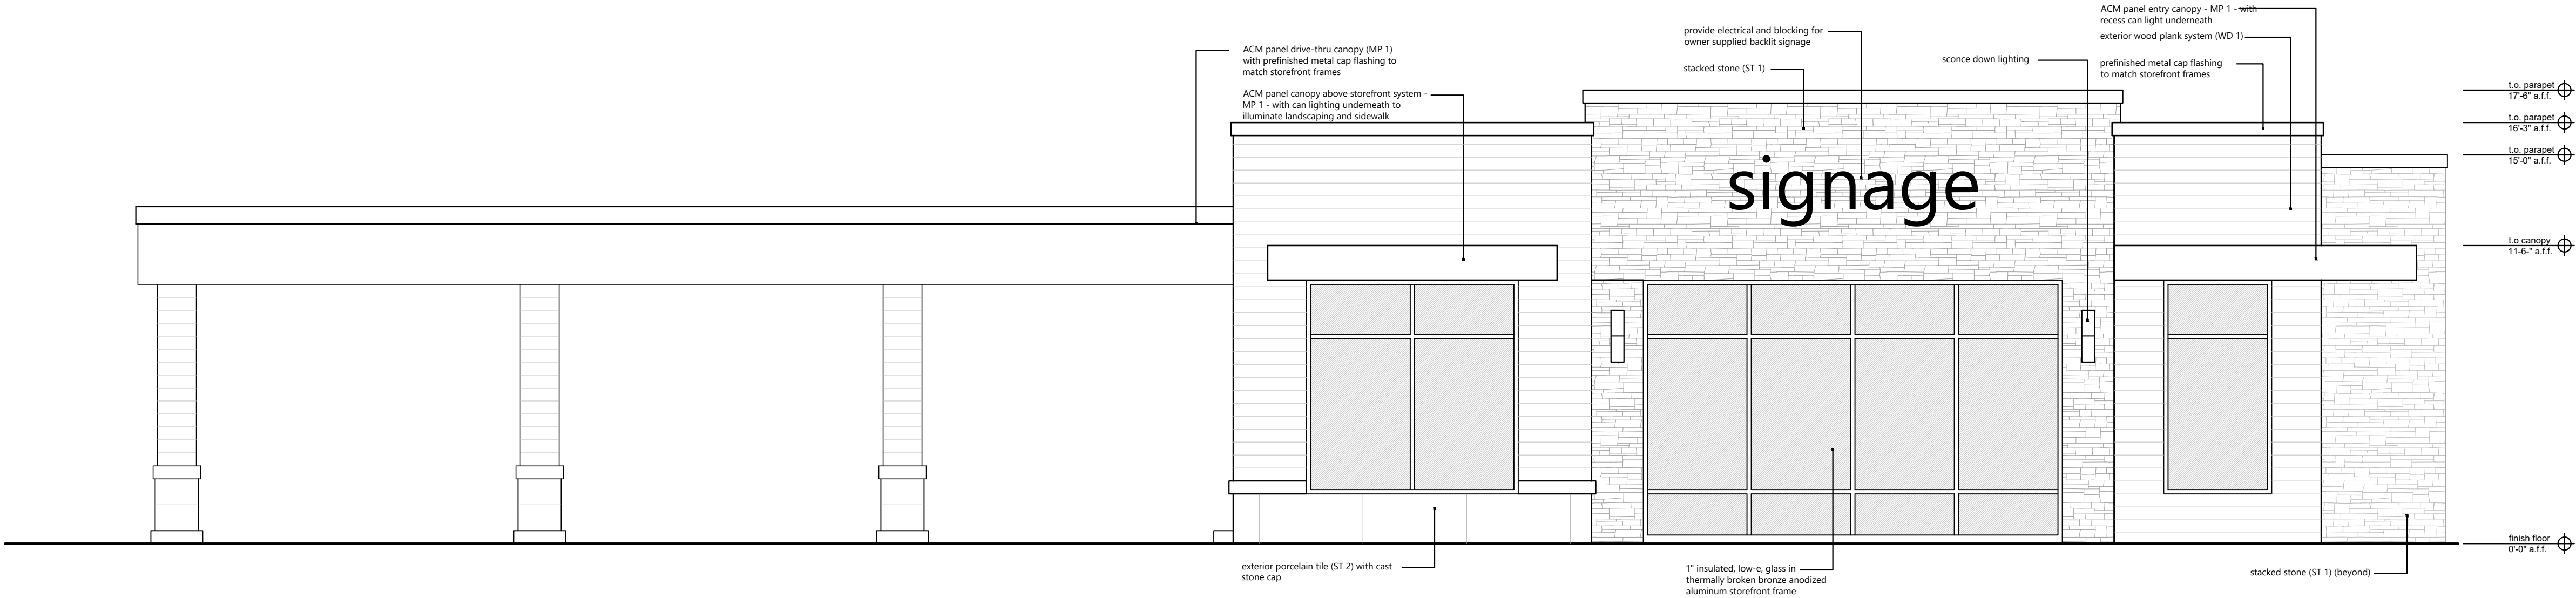 ACM panel drive-thru canopy (MP 1)
with prefinished metal cap flashing to
match storefront frames
ACM panel canopy above storefront system -
MP 1 - with can lighting underneath to
illuminate landscaping and sidewalk
provide electrical and blocking for
owner supplied backlit signage
stacked stone (ST 1)
sconce down lighting
ACM panel entry canopy - MP 1 - with
recess can light underneath
exterior wood plank system (WD 1)
prefinished metal cap flashing
to match storefront frames
signage
t.o. parapet
17'-6" a.f.f.
t.o. parapet
16'-3" a.f.f.
t.o. parapet
15'-0" a.f.f.
t.o canopy
11-6-" a.f.f.
finish floor
0'-0" a.f.f.
exterior porcelain tile (ST 2) with cast
stone cap
1" insulated, low-e, glass in
thermally broken bronze anodized
aluminum storefront frame
stacked stone (ST 1) (beyond)